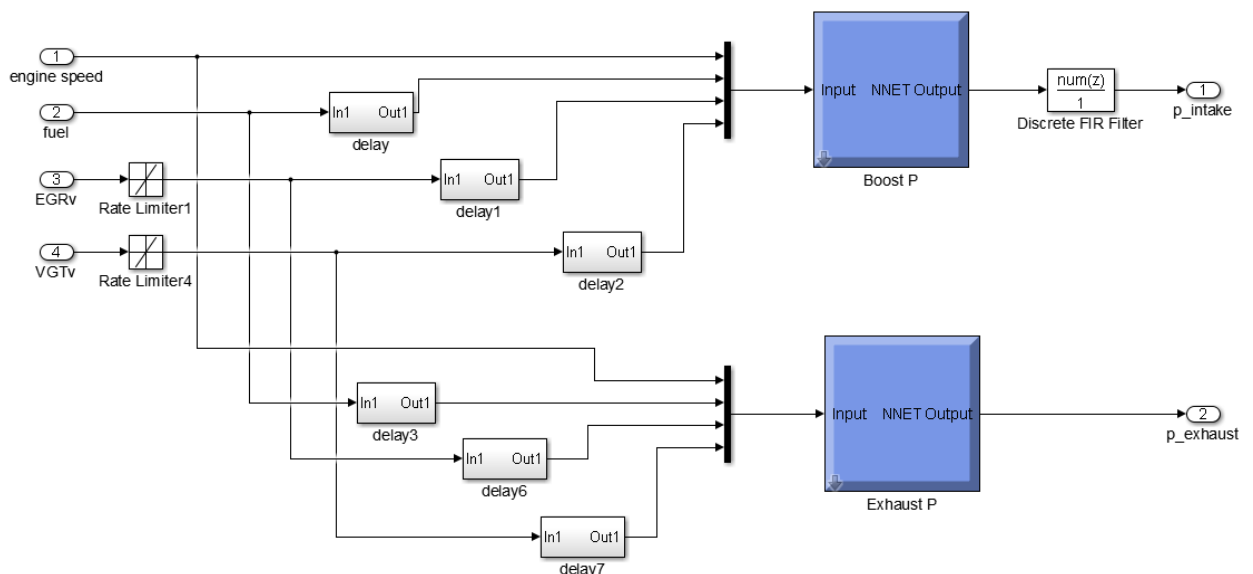 1
engine speed
2
fuel
3
EGRv
4
VGTv
Rate Limiter1
Rate Limiter4
In1 Out1
delay
In1 Out1
delay1
In1 Out1
delay2
Input NNET Output
Boost P
num(z)
1
Discrete FIR Filter
1
p_intake
In1 Out1
delay3
In1 Out1
delay6
In1 Out1
delay7
Input NNET Output
Exhaust P
2
p_exhaust